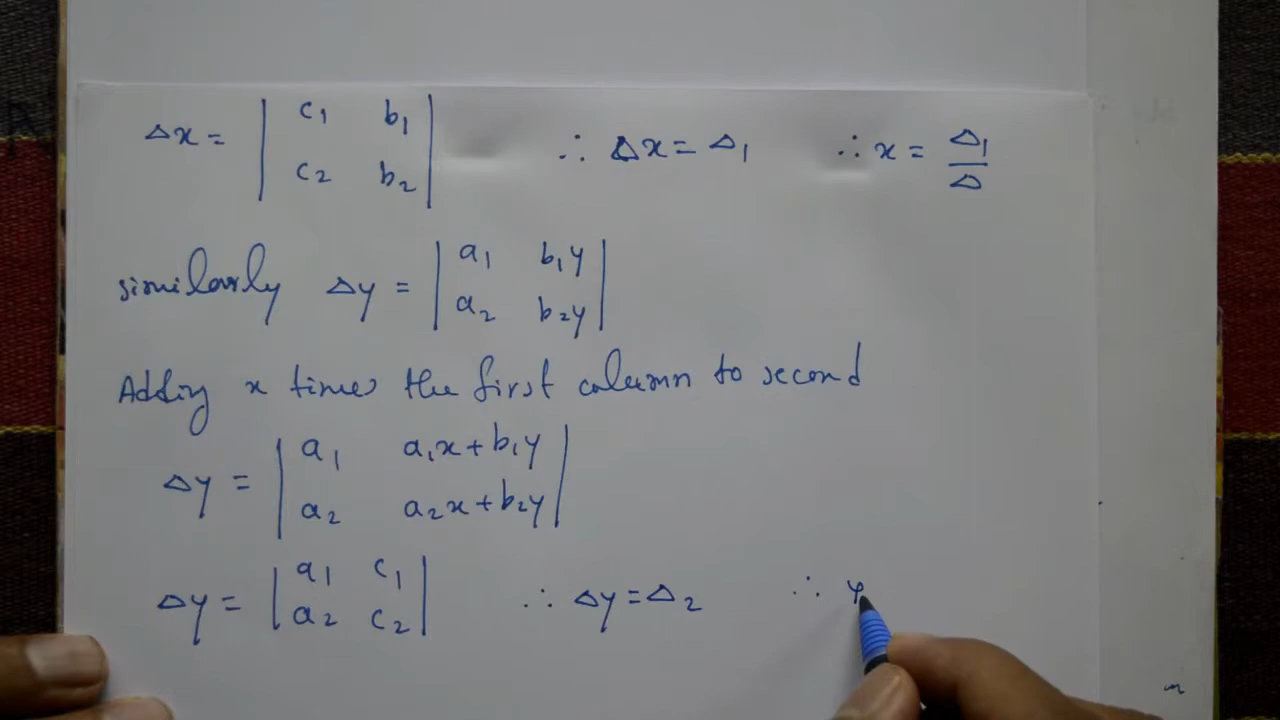 Δx = | c₁ b₁ | ∴ Δx = Δ₁ ∴ x = Δ₁/Δ
| c₂ b₂ |
similarly Δy = | a₁ b₁y |
| a₂ b₂y |
Adding x times the first column to second
Δy = | a₁ a₁x + b₁y |
| a₂ a₂x + b₂y |
Δy = | a₁ c₁ | ∴ Δy = Δ₂ ∴ y
| a₂ c₂ |